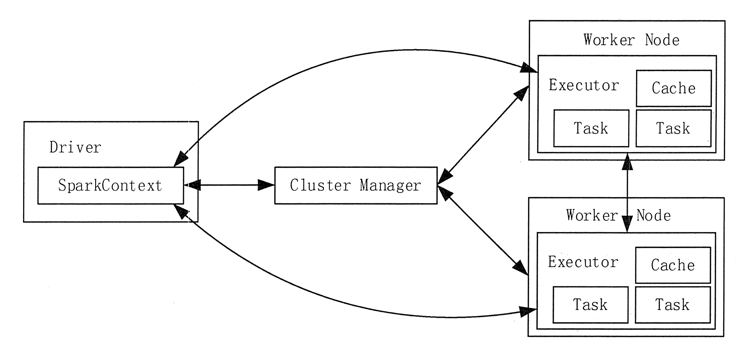 Driver
SparkContext
Cluster Manager
Worker Node
Executor
Cache
Task Task
Worker Node
Executor
Cache
Task Task